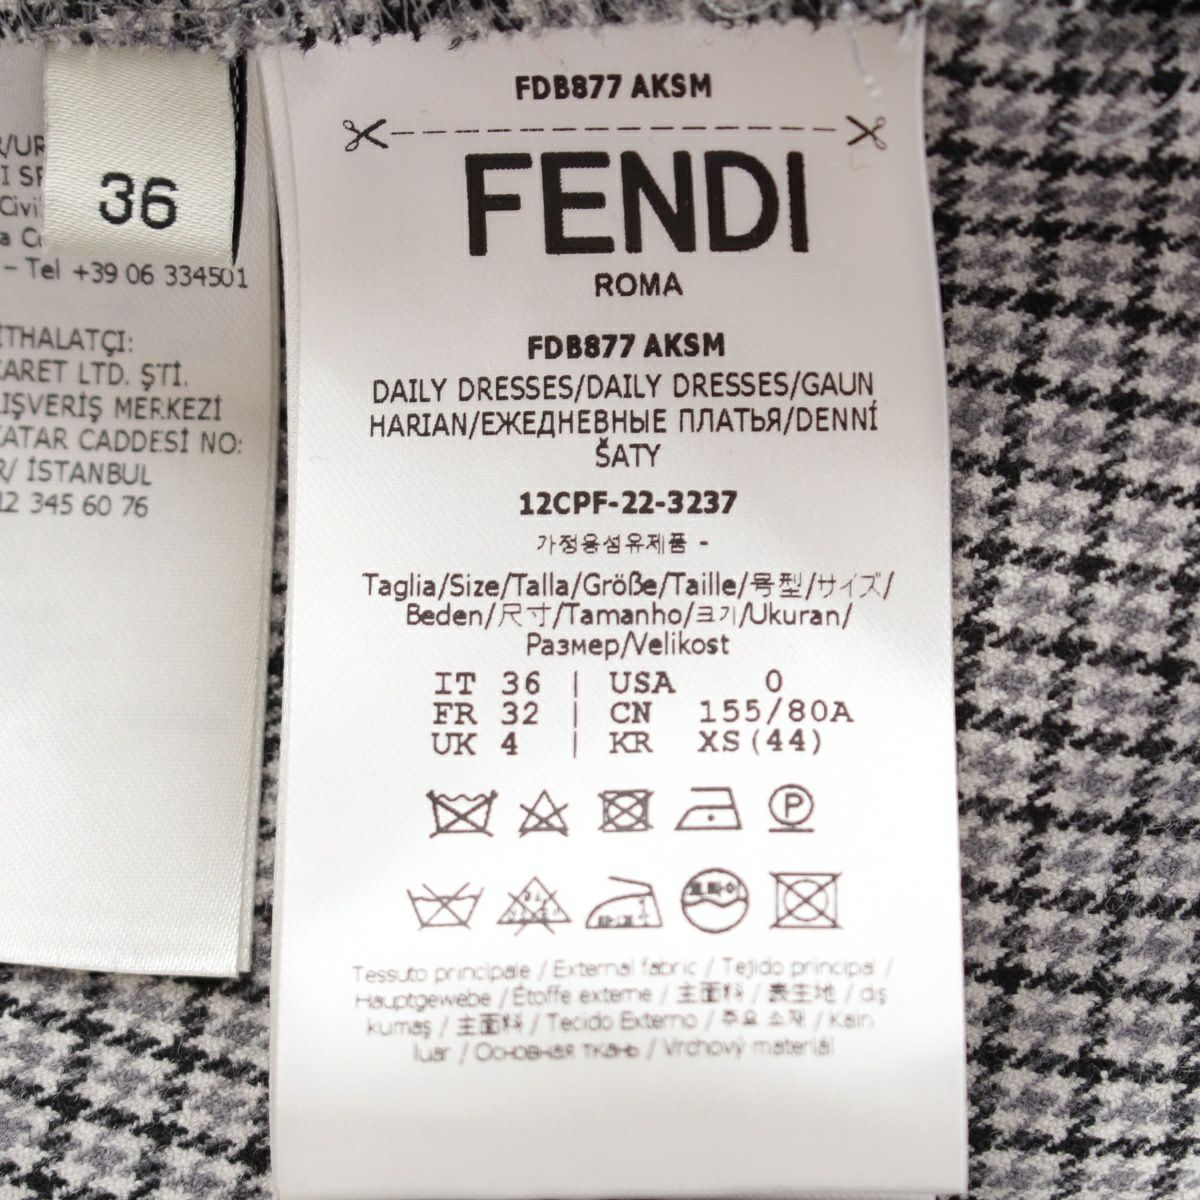 36
– Tel +39 06 334501
İTHALATÇI:
LTD. ŞTİ.
MERKEZİ
CADDESİ NO:
İSTANBUL
345 60 76
FDB877 AKSM
FENDI
ROMA
FDB877 AKSM
DAILY DRESSES/DAILY DRESSES/GAUN
HARIAN/ЕЖЕДНЕВНЫЕ ПЛАТЬЯ/DENNÍ
ŠATY
12CPF-22-3237
가정용섬유제품 -
Taglia/Size/Talla/Größe/Taille/号型/サイズ/
Beden/尺寸/Tamanho/크기/Ukuran/
Размер/Velikost
IT 36 | USA 0
FR 32 | CN 155/80A
UK 4 | KR XS(44)
P
Tessuto principale / External fabric / Tejido principal /
Hauptgewebe / Étoffe externe / 主面料 / 表生地 / dış
kumaş / 主面料 / Tecido Externo / 주요 소재 / Kain
luar / Основная ткань / Vrchový materiál